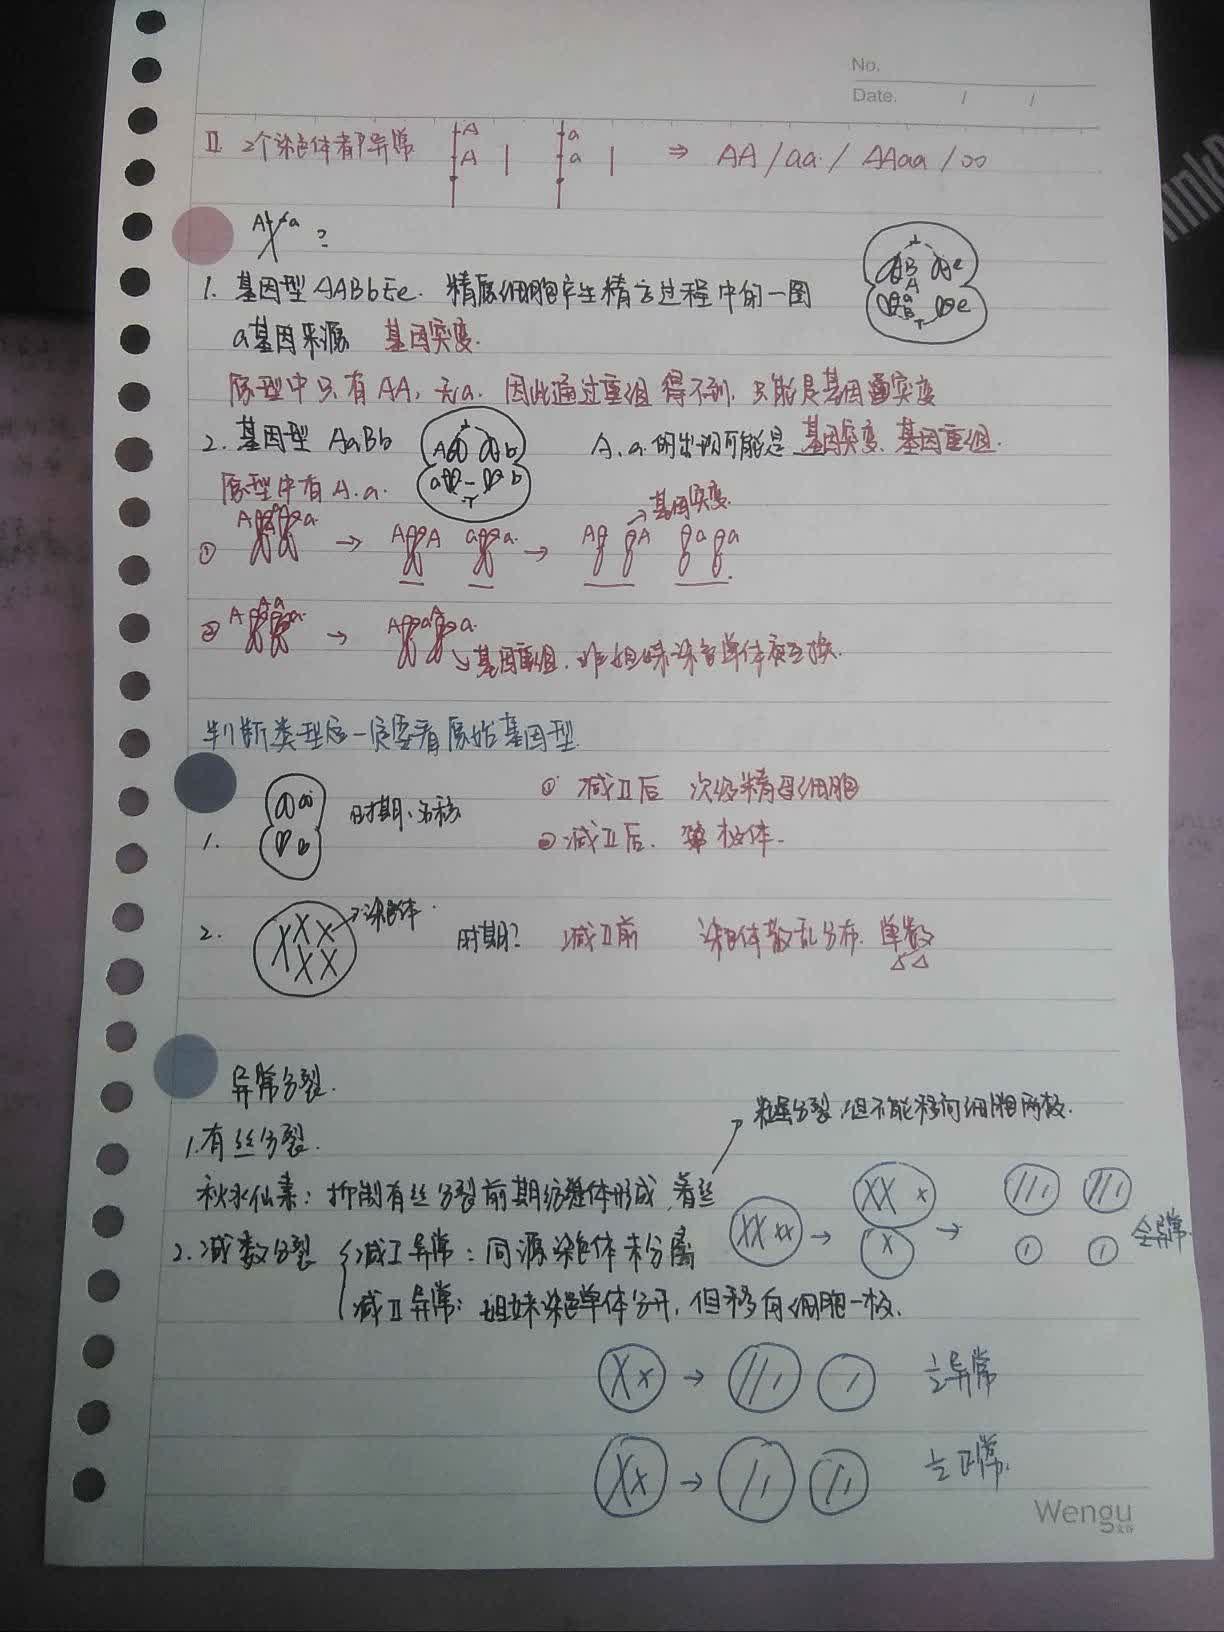 No.
Date. / /
II. 2个染色体都异常 A A a a ⇒ AA / aa / AAaa / oo
A a ?
1. 基因型 AABbEe. 精原细胞产生精子过程中的一图
a基因来源 基因突变.
原型中只有AA, 无a. 因此通过重组得不到. 只能是基因突变
2. 基因型 AaBb A b a b A.a.的出现可能是 基因突变、基因重组.
原型中有A.a.
① A a. → A A a a. → A A a a → 基因突变
② A A a a. → A a A a. ↘基因重组. 非姐妹染色单体交互换.
判断类型后一定要看原始基因型.
1. 时期、名称 ① 减II后 次级精母细胞
② 减II后. 极体.
2. → 染色体. 时期? 减II前 染色体散乱分布. 单数
异常分裂.
1.有丝分裂. 粒分裂,但不能移向细胞两极.
秋水仙素: 抑制有丝分裂前期纺锤体形成, 着丝
2.减数分裂 减I异常: 同源染色体未分离 → → 全异常.
减II异常: 姐妹染色单体分开,但移向细胞一极.
→ 1/2异常
→ 1/2正常.
Wengu